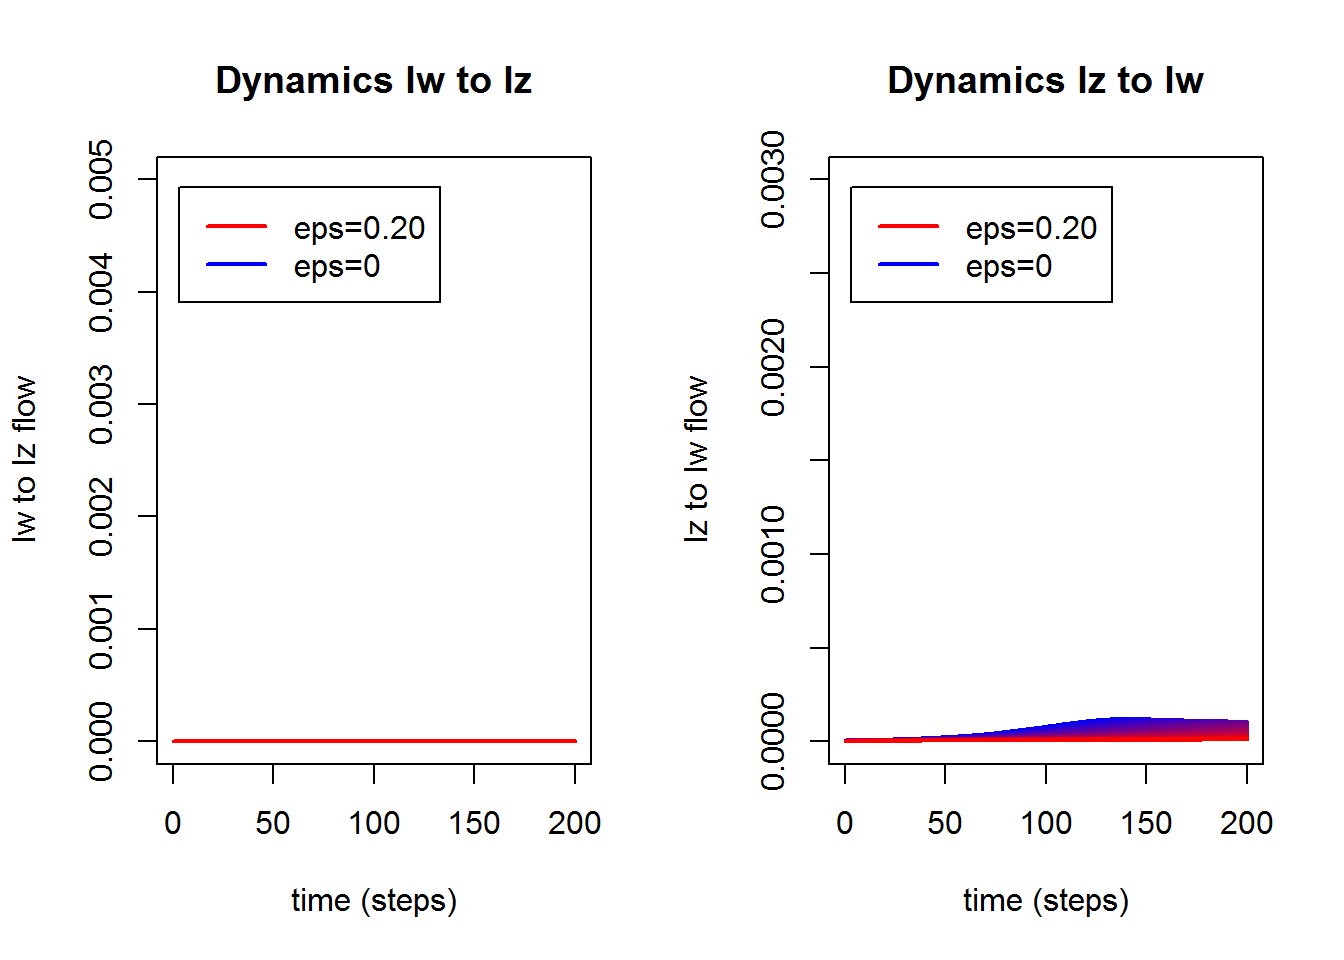 Dynamics Iw to Iz
Iw to Iz flow
0.005
0.004
0.003
0.002
0.001
0.000
eps=0.20
eps=0
0 50 100 150 200
time (steps)
Dynamics Iz to Iw
Iz to Iw flow
0.0030
0.0020
0.0010
0.0000
eps=0.20
eps=0
0 50 100 150 200
time (steps)